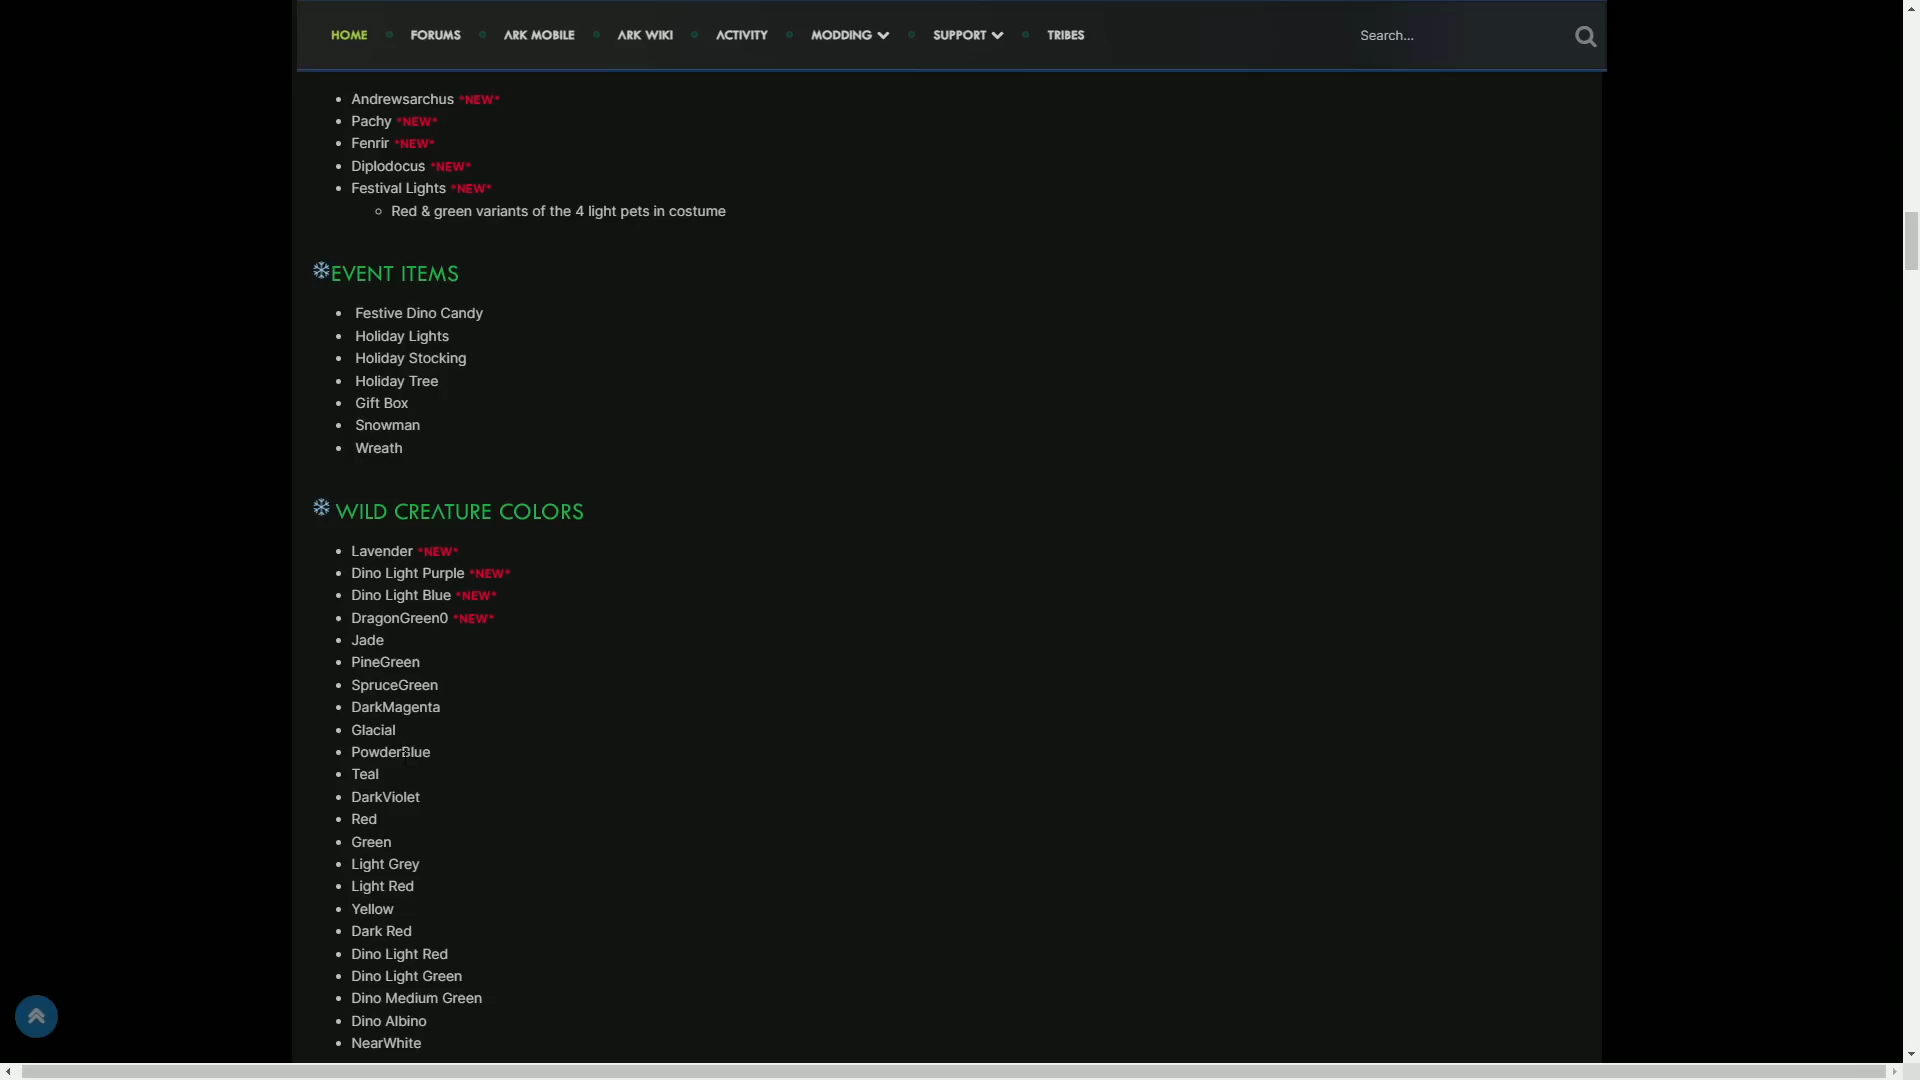 HOME FORUMS ARK MOBILE ARK WIKI ACTIVITY MODDING SUPPORT TRIBES Search...
Andrewsarchus *NEW*
Pachy *NEW*
Fenrir *NEW*
Diplodocus *NEW*
Festival Lights *NEW*
Red & green variants of the 4 light pets in costume
EVENT ITEMS
Festive Dino Candy
Holiday Lights
Holiday Stocking
Holiday Tree
Gift Box
Snowman
Wreath
WILD CREATURE COLORS
Lavender *NEW*
Dino Light Purple *NEW*
Dino Light Blue *NEW*
DragonGreen0 *NEW*
Jade
PineGreen
SpruceGreen
DarkMagenta
Glacial
PowderBlue
Teal
DarkViolet
Red
Green
Light Grey
Light Red
Yellow
Dark Red
Dino Light Red
Dino Light Green
Dino Medium Green
Dino Albino
NearWhite